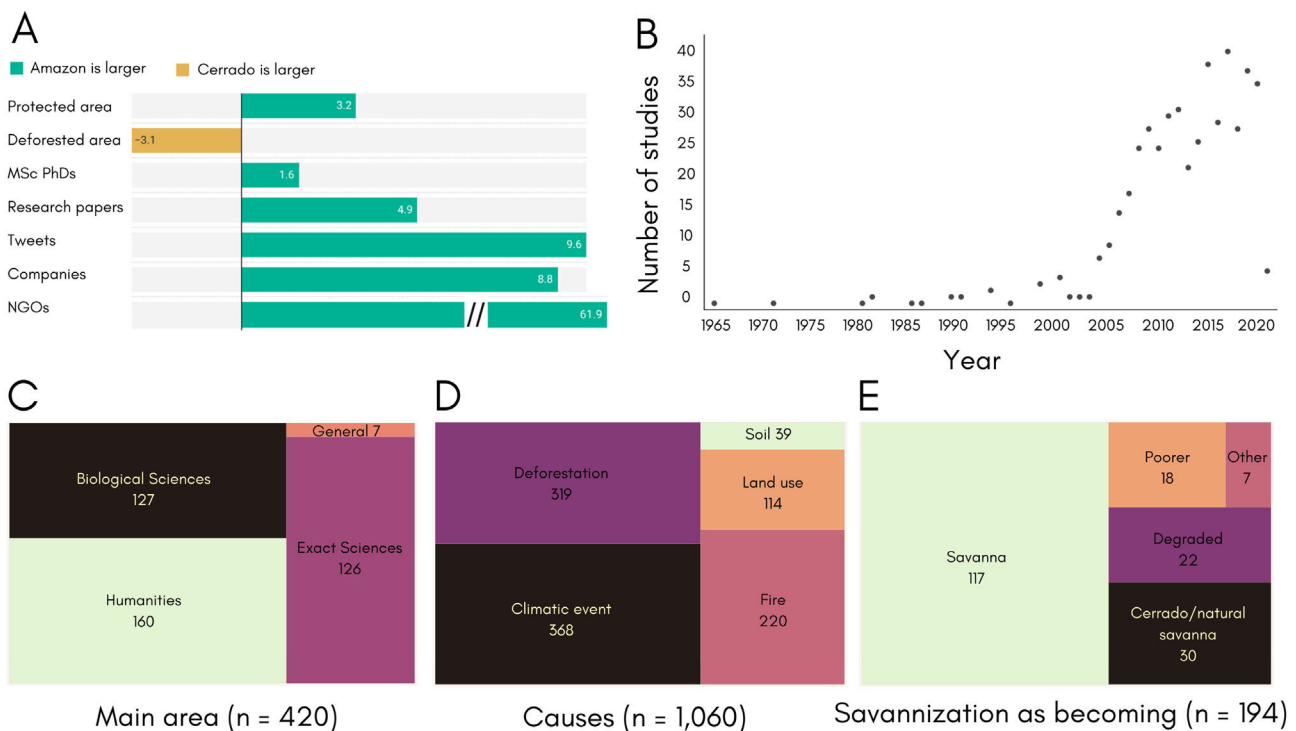 A
Amazon is larger
Cerrado is larger
Protected area
3.2
Deforested area
−3.1
MSc PhDs
1.6
Research papers
4.9
Tweets
9.6
Companies
8.8
NGOs
//
61.9
B
Number of studies
40
35
30
25
20
15
10
5
0
1965 1970 1975 1980 1985 1990 1995 2000 2005 2010 2015 2020
Year
C
General 7
Biological Sciences
127
Exact Sciences
126
Humanities
160
Main area (n = 420)
D
Deforestation
319
Soil 39
Land use
114
Climatic event
368
Fire
220
Causes (n = 1,060)
E
Savanna
117
Poorer
18
Other
7
Degraded
22
Cerrado/natural
savanna
30
Savannization as becoming (n = 194)